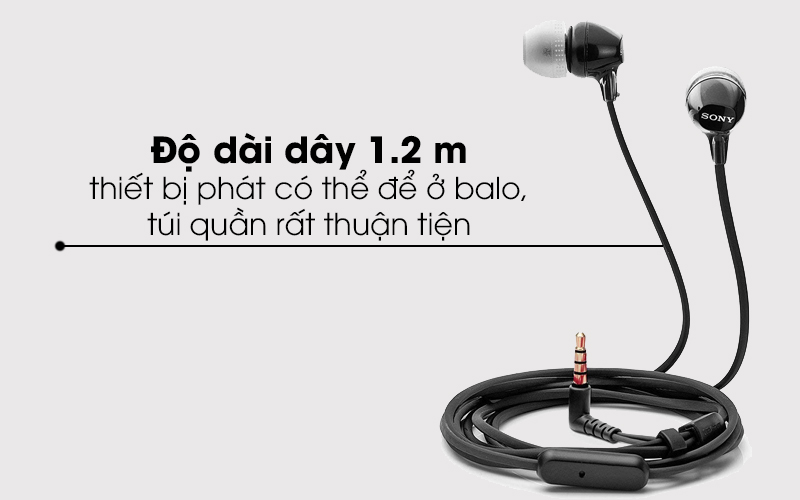 Độ dài dây 1.2 m
thiết bị phát có thể để ở balo,
túi quần rất thuận tiện
SONY